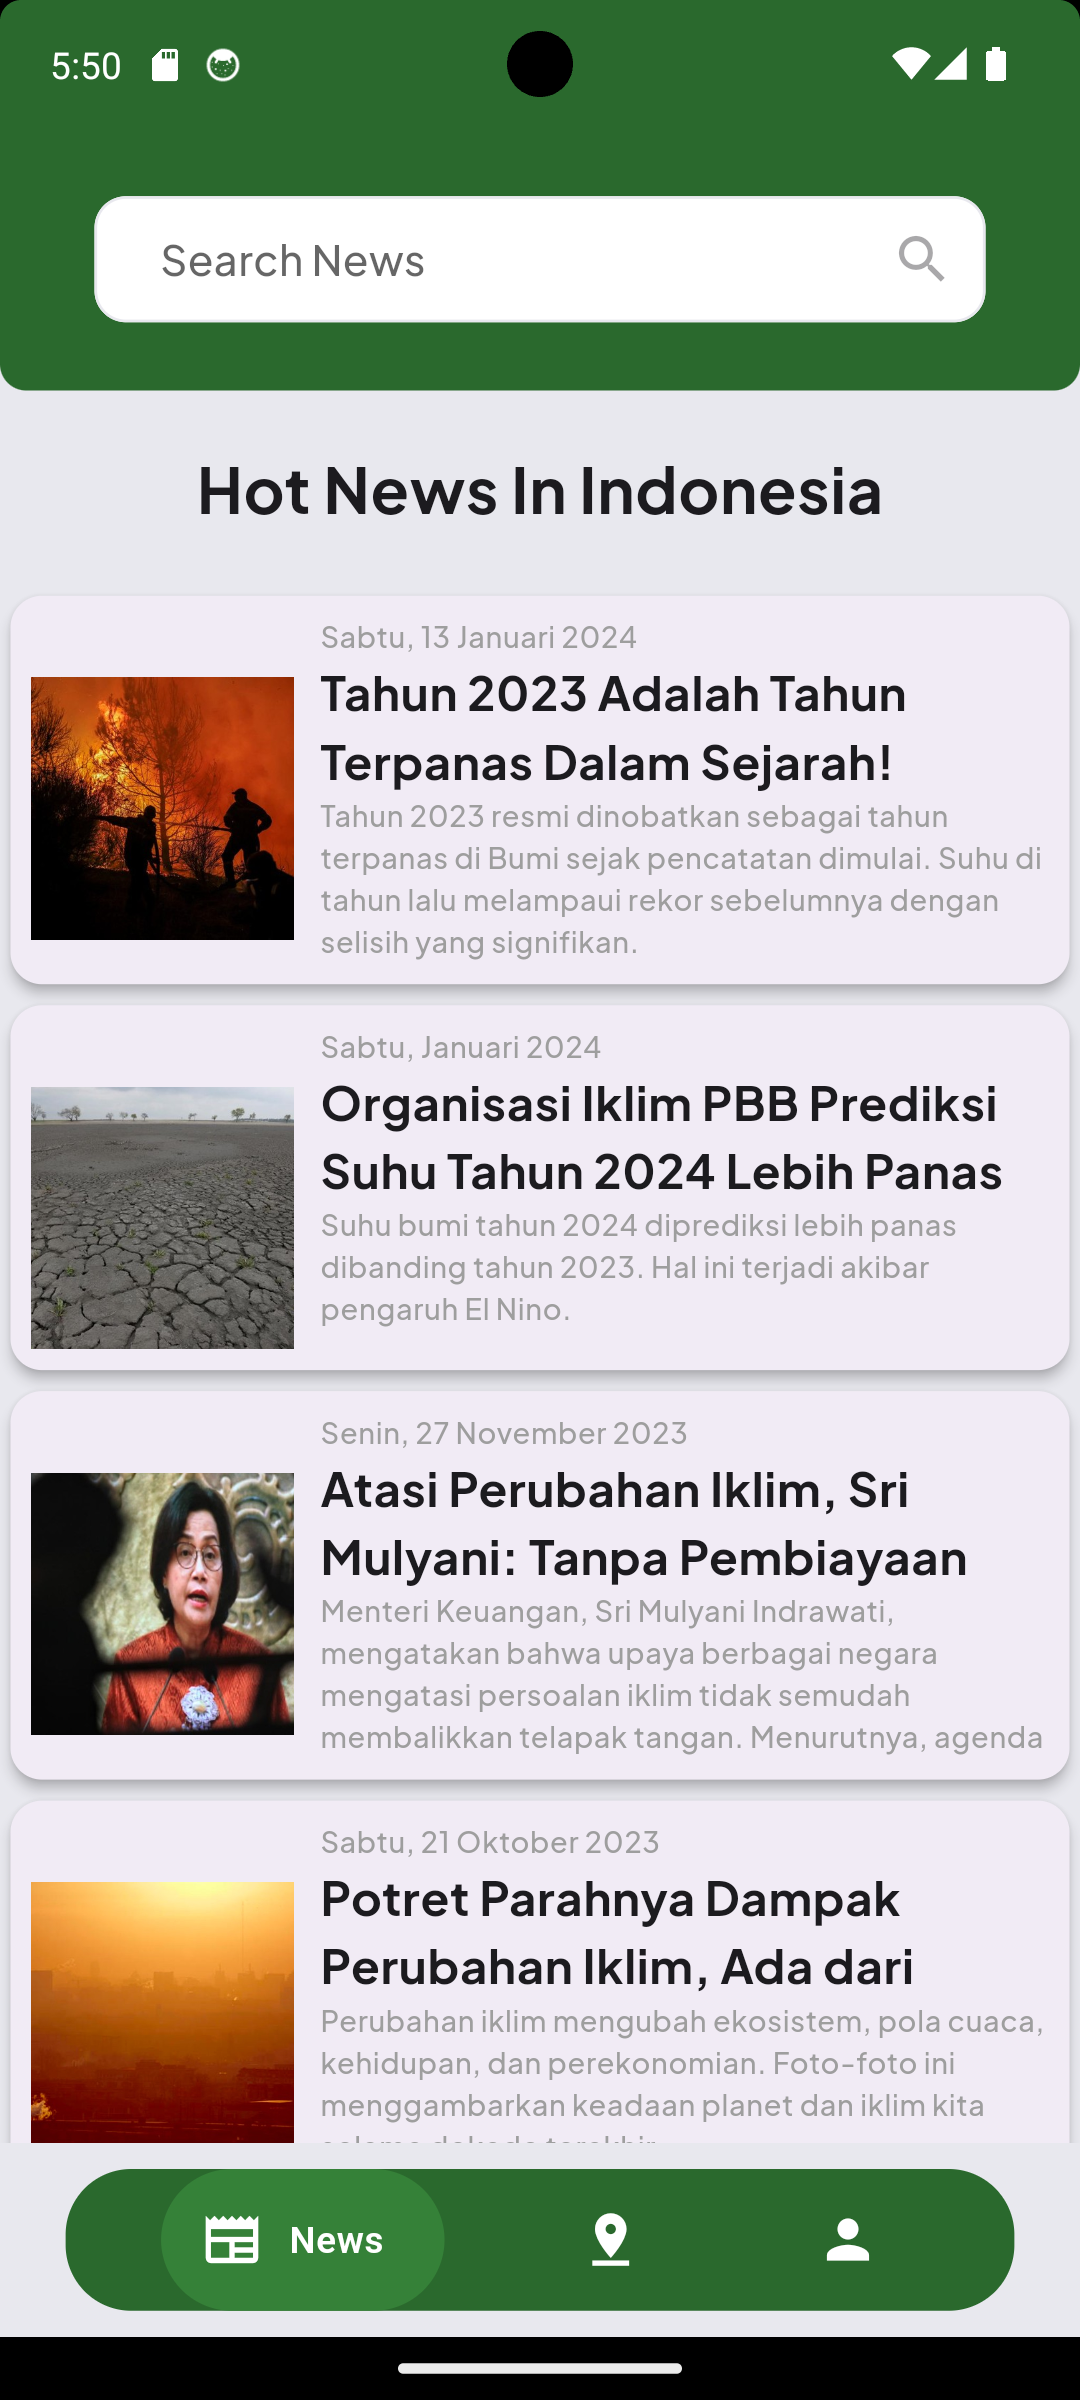 5:50
Search News
Hot News In Indonesia
Sabtu, 13 Januari 2024
Tahun 2023 Adalah Tahun
Terpanas Dalam Sejarah!
Tahun 2023 resmi dinobatkan sebagai tahun
terpanas di Bumi sejak pencatatan dimulai. Suhu di
tahun lalu melampaui rekor sebelumnya dengan
selisih yang signifikan.
Sabtu, Januari 2024
Organisasi Iklim PBB Prediksi
Suhu Tahun 2024 Lebih Panas
Suhu bumi tahun 2024 diprediksi lebih panas
dibanding tahun 2023. Hal ini terjadi akibar
pengaruh El Nino.
Senin, 27 November 2023
Atasi Perubahan Iklim, Sri
Mulyani: Tanpa Pembiayaan
Menteri Keuangan, Sri Mulyani Indrawati,
mengatakan bahwa upaya berbagai negara
mengatasi persoalan iklim tidak semudah
membalikkan telapak tangan. Menurutnya, agenda
Sabtu, 21 Oktober 2023
Potret Parahnya Dampak
Perubahan Iklim, Ada dari
Perubahan iklim mengubah ekosistem, pola cuaca,
kehidupan, dan perekonomian. Foto-foto ini
menggambarkan keadaan planet dan iklim kita
News